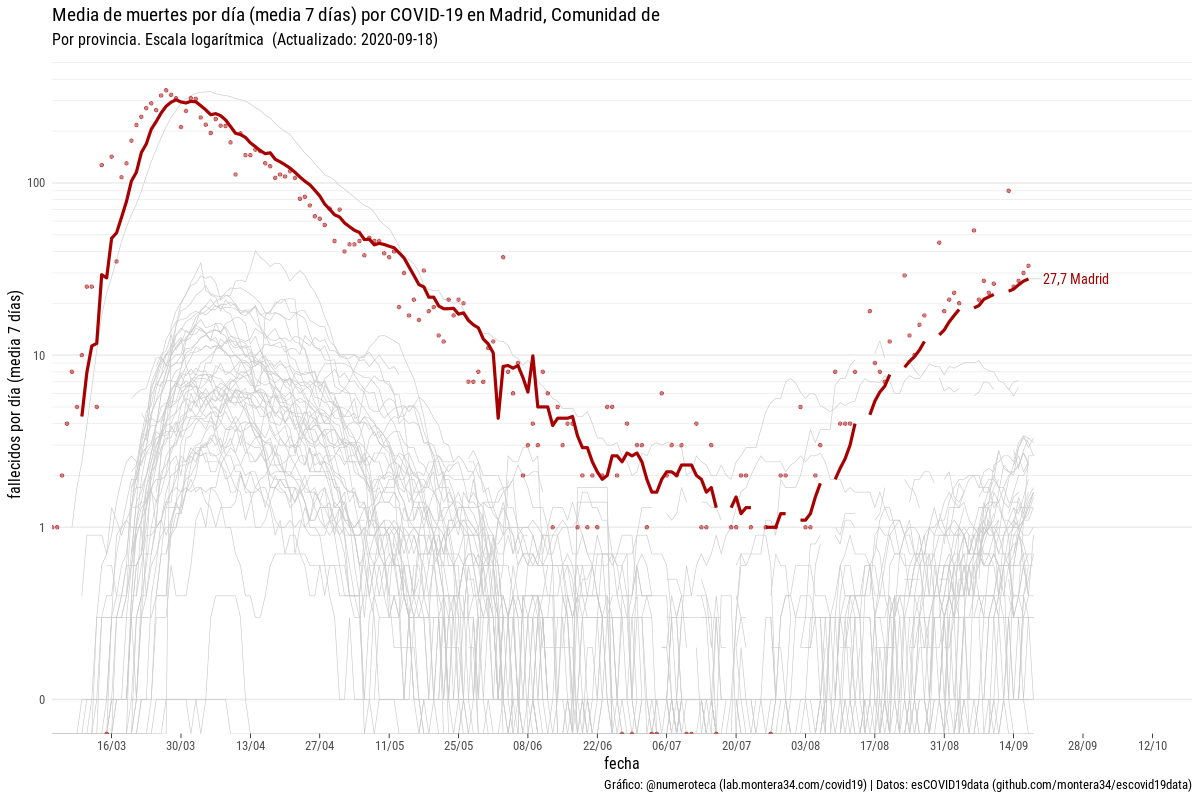 Media de muertes por día (media 7 días) por COVID-19 en Madrid, Comunidad de
Por provincia. Escala logarítmica (Actualizado: 2020-09-18)
fallecidos por día (media 7 días)
100
10
1
0
27,7 Madrid
16/03 30/03 13/04 27/04 11/05 25/05 08/06 22/06 06/07 20/07 03/08 17/08 31/08 14/09 28/09 12/10
fecha
Gráfico: @numeroteca (lab.montera34.com/covid19) | Datos: esCOVID19data (github.com/montera34/escovid19data)